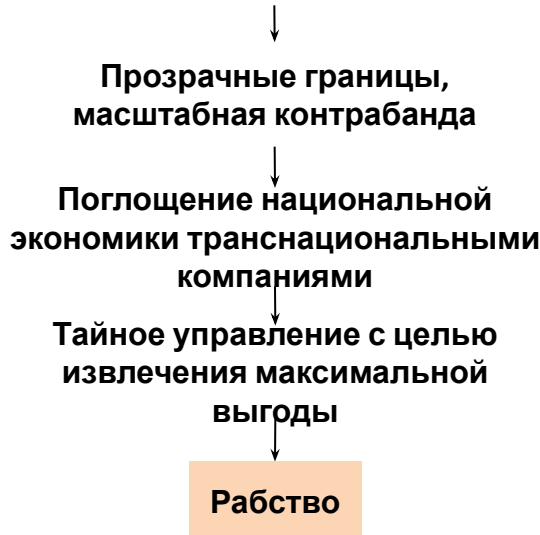 Прозрачные границы,
масштабная контрабанда
Поглощение национальной
экономики транснациональными
компаниями
Тайное управление с целью
извлечения максимальной
выгоды
Рабство